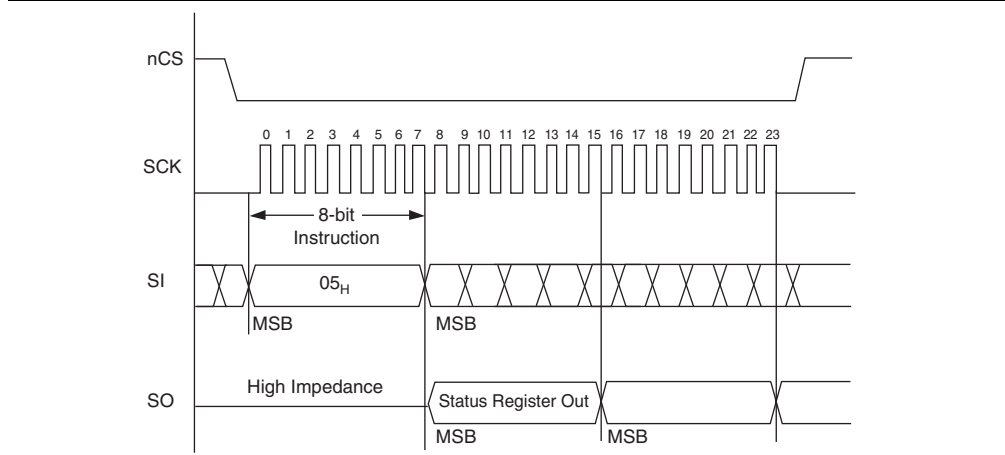 nCS
0 1 2 3 4 5 6 7 8 9 10 11 12 13 14 15 16 17 18 19 20 21 22 23
SCK
8-bit
Instruction
SI
05H
MSB MSB
High Impedance
SO
Status Register Out
MSB MSB